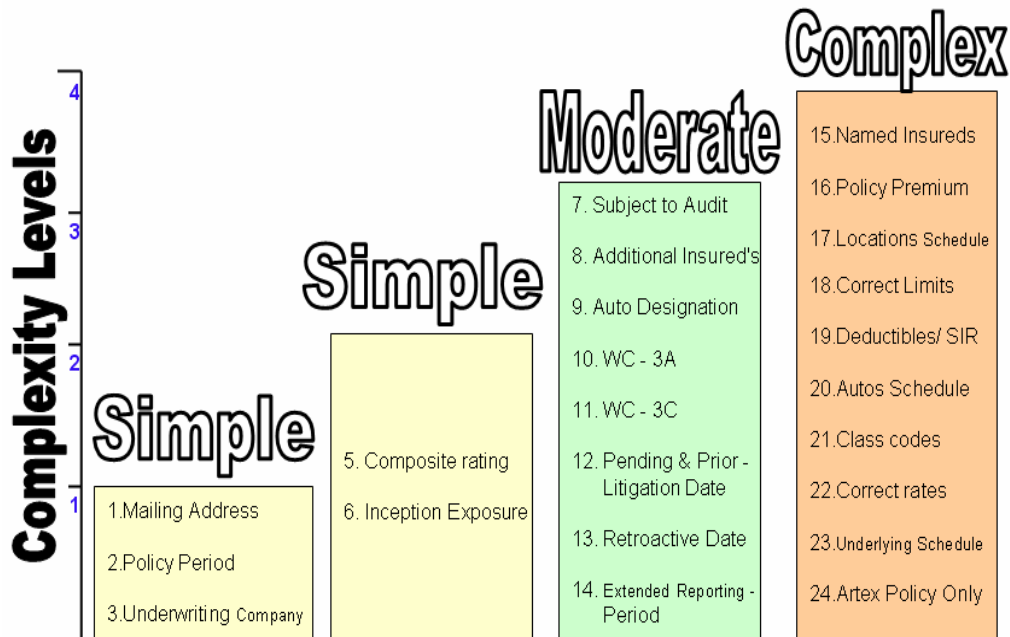 Complexity Levels
4
3
2
1
Simple
1.Mailing Address
2.Policy Period
3.Underwriting Company
Simple
5. Composite rating
6. Inception Exposure
Moderate
7. Subject to Audit
8. Additional Insured's
9. Auto Designation
10. WC - 3A
11. WC - 3C
12. Pending & Prior -
Litigation Date
13. Retroactive Date
14. Extended Reporting -
Period
Complex
15.Named Insureds
16.Policy Premium
17.Locations Schedule
18.Correct Limits
19.Deductibles/ SIR
20.Autos Schedule
21.Class codes
22.Correct rates
23.Underlying Schedule
24.Artex Policy Only